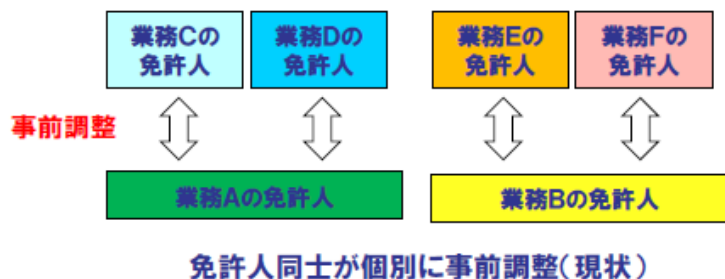 業務Cの
免許人
業務Dの
免許人
業務Eの
免許人
業務Fの
免許人
事前調整
業務Aの免許人
業務Bの免許人
免許人同士が個別に事前調整(現状)